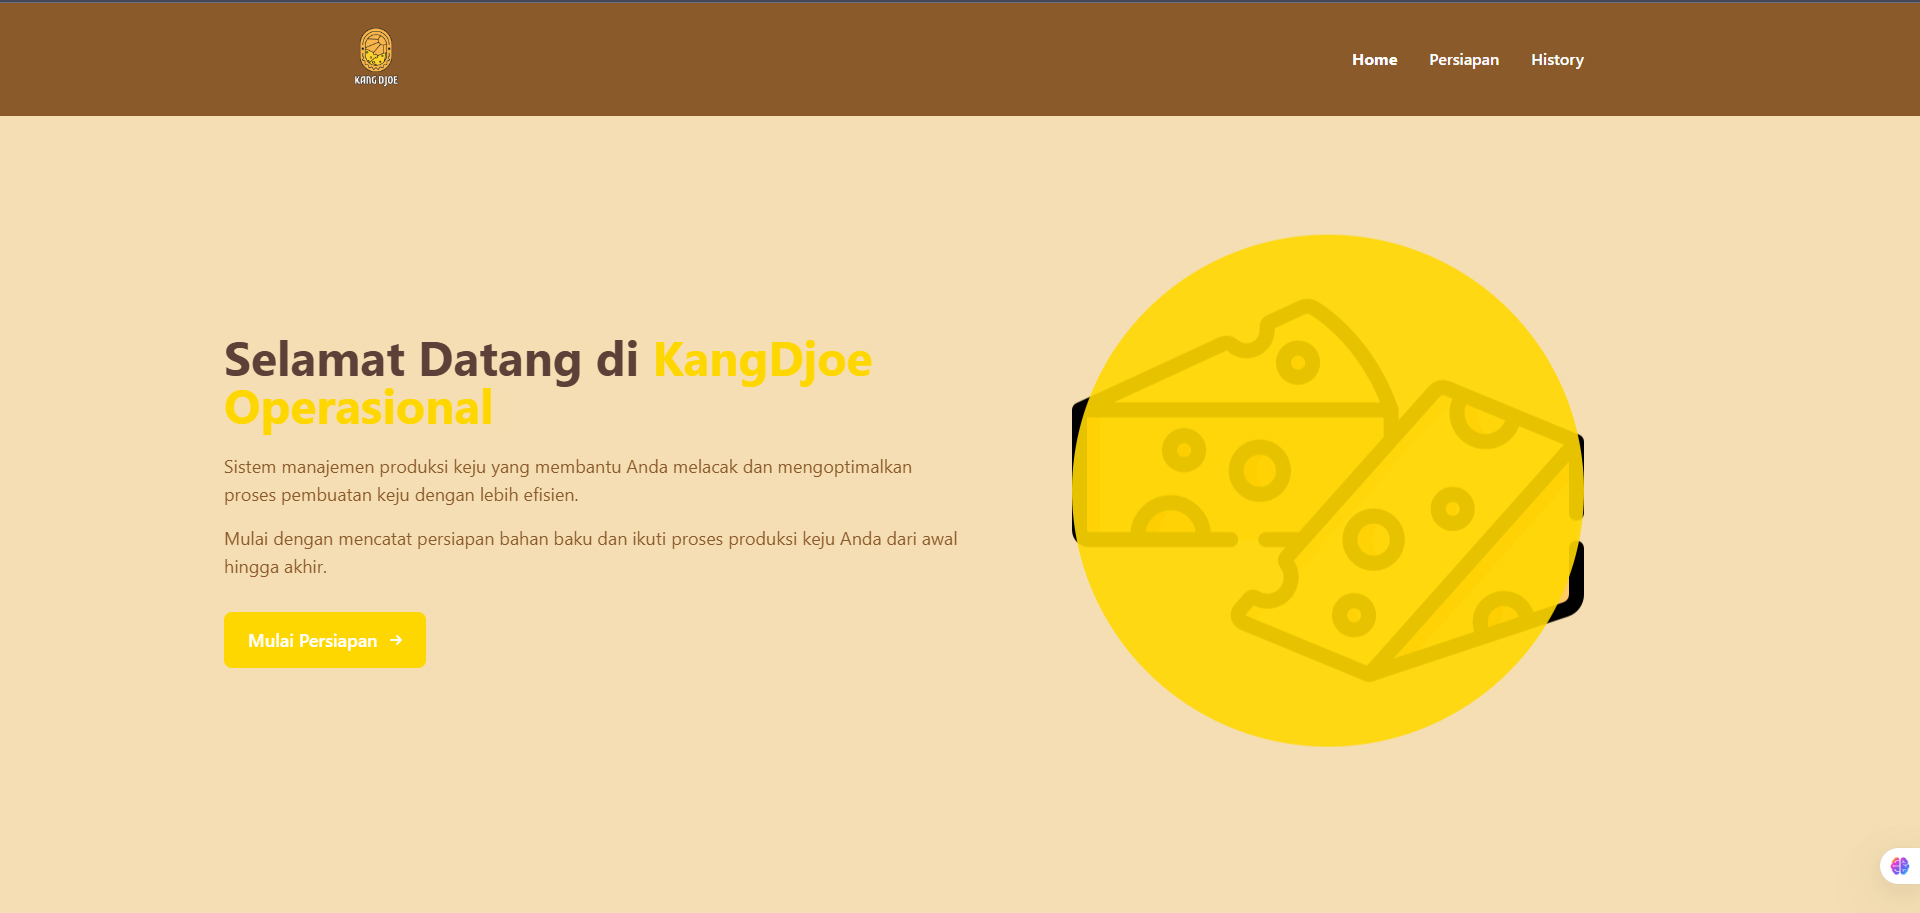 KANG DJOE
Home
Persiapan
History
Selamat Datang di KangDjoe
Operasional
Sistem manajemen produksi keju yang membantu Anda melacak dan mengoptimalkan
proses pembuatan keju dengan lebih efisien.
Mulai dengan mencatat persiapan bahan baku dan ikuti proses produksi keju Anda dari awal
hingga akhir.
Mulai Persiapan →